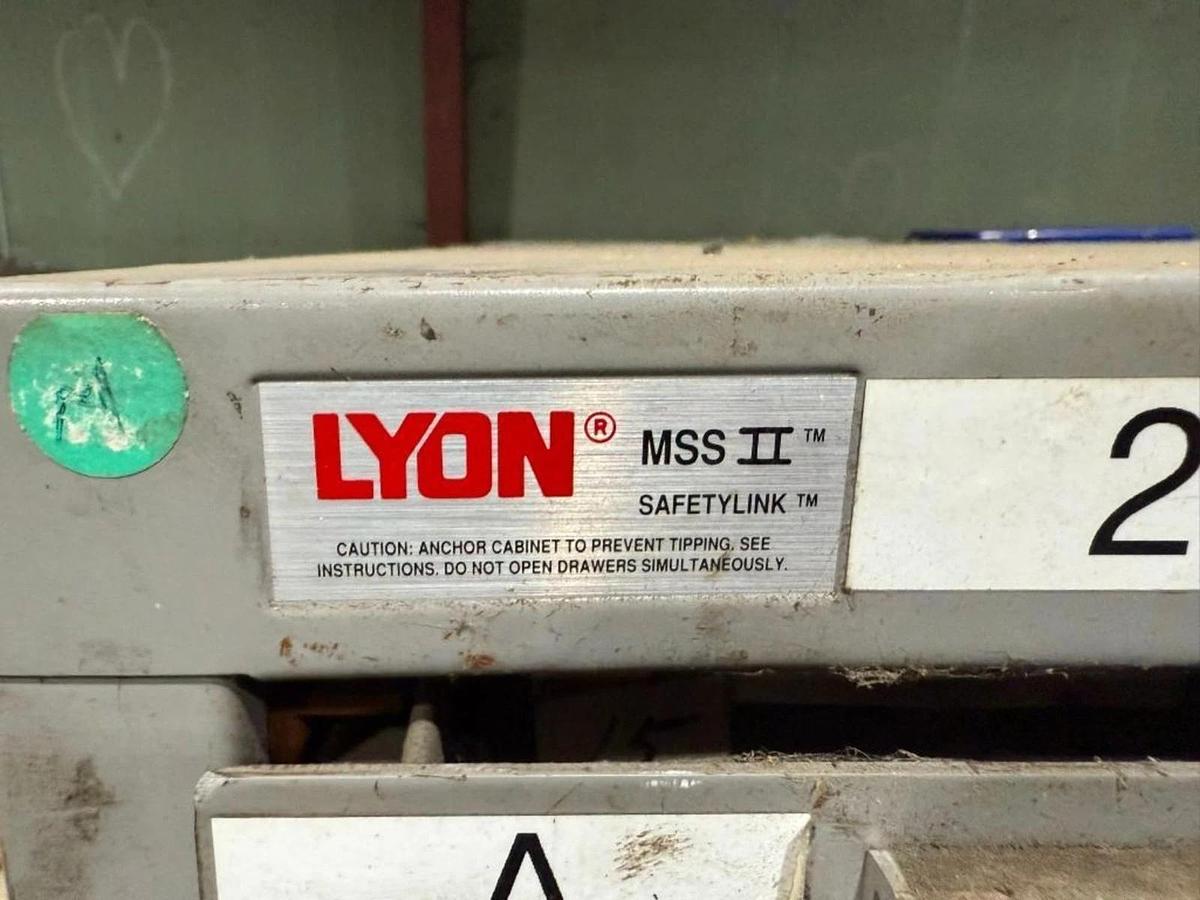 LYON® MSS II™
SAFETYLINK™
CAUTION: ANCHOR CABINET TO PREVENT TIPPING. SEE
INSTRUCTIONS. DO NOT OPEN DRAWERS SIMULTANEOUSLY.
2
A